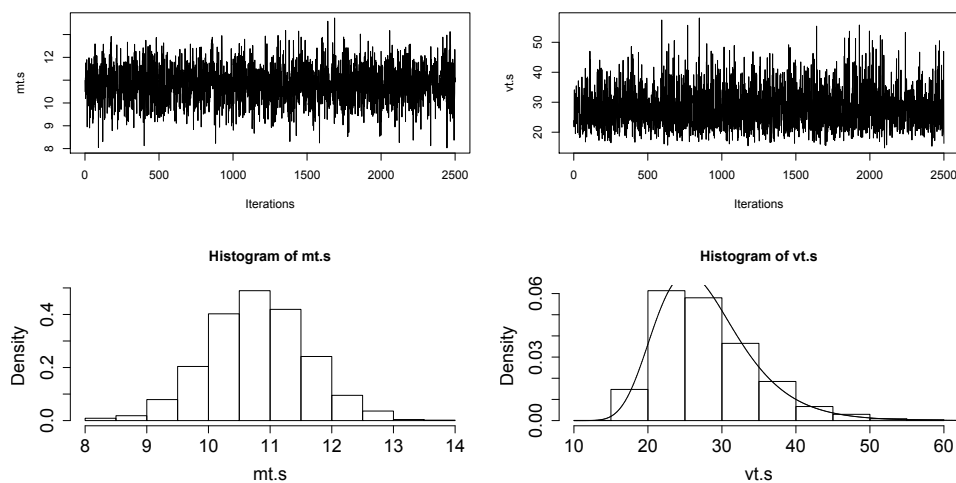 mt.s
8 9 10 12
0 500 1000 1500 2000 2500
Iterations
vt.s
20 30 40 50
0 500 1000 1500 2000 2500
Iterations
Histogram of mt.s
Density
0.0 0.2 0.4
8 9 10 11 12 13 14
mt.s
Histogram of vt.s
Density
0.00 0.03 0.06
10 20 30 40 50 60
vt.s